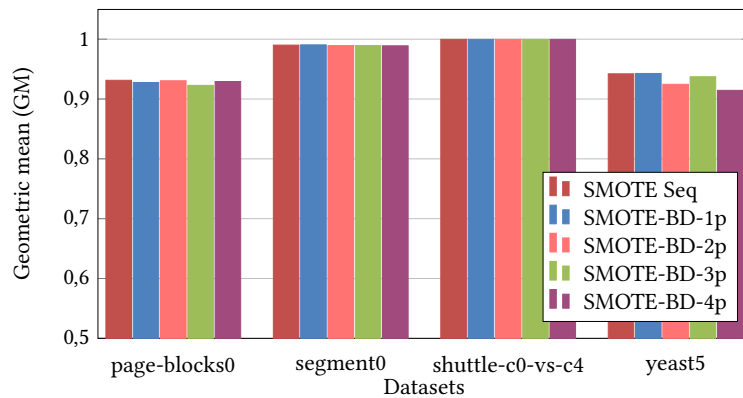 Geometric mean (GM)
1
0,9
0,8
0,7
0,6
0,5
SMOTE Seq
SMOTE-BD-1p
SMOTE-BD-2p
SMOTE-BD-3p
SMOTE-BD-4p
page-blocks0 segment0 shuttle-c0-vs-c4 yeast5
Datasets